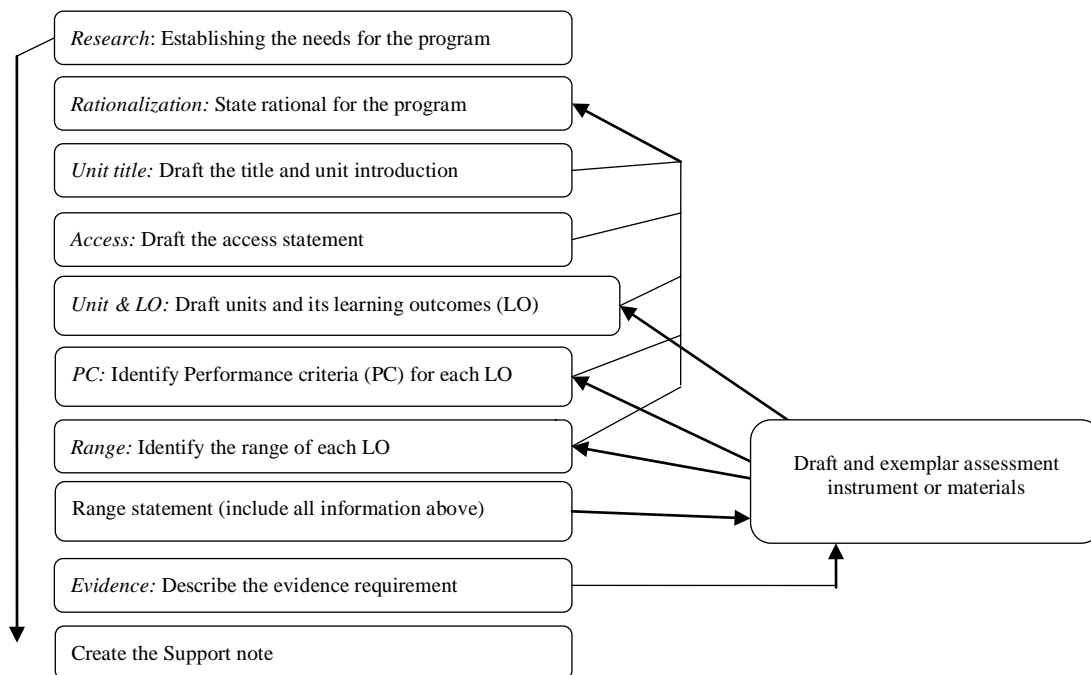 Research: Establishing the needs for the program
Rationalization: State rational for the program
Unit title: Draft the title and unit introduction
Access: Draft the access statement
Unit & LO: Draft units and its learning outcomes (LO)
PC: Identify Performance criteria (PC) for each LO
Range: Identify the range of each LO
Range statement (include all information above)
Evidence: Describe the evidence requirement
Create the Support note
Draft and exemplar assessment
instrument or materials